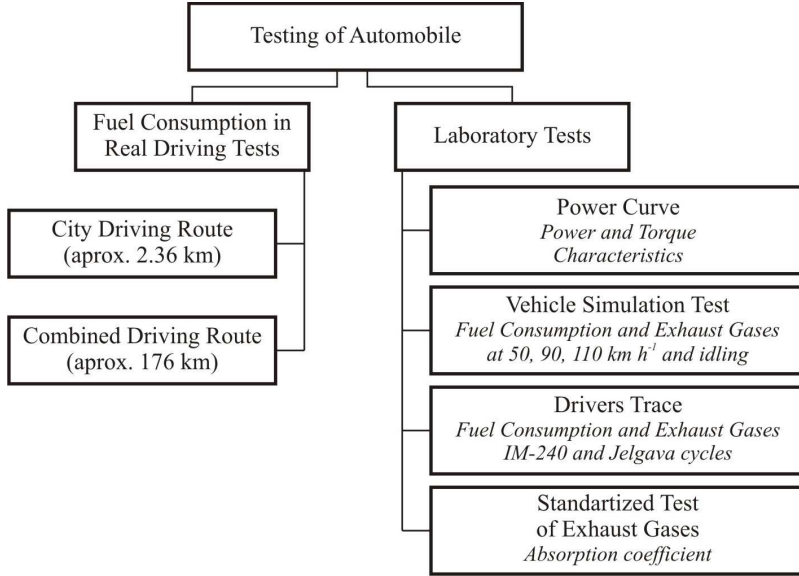 Testing of Automobile
Fuel Consumption in
Real Driving Tests
City Driving Route
(aprox. 2.36 km)
Combined Driving Route
(aprox. 176 km)
Laboratory Tests
Power Curve
Power and Torque
Characteristics
Vehicle Simulation Test
Fuel Consumption and Exhaust Gases
at 50, 90, 110 km h⁻¹ and idling
Drivers Trace
Fuel Consumption and Exhaust Gases
IM-240 and Jelgava cycles
Standartized Test
of Exhaust Gases
Absorption coefficient